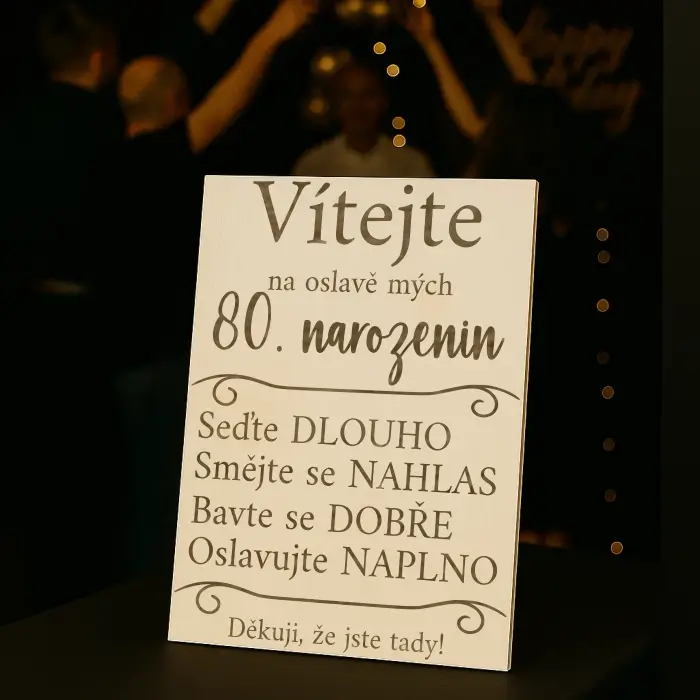 Happy
Vítejte
na oslavě mých
80. narozenin
Seďte DLOUHO
Smějte se NAHLAS
Bavte se DOBŘE
Oslavujte NAPLNO
Děkuji, že jste tady!